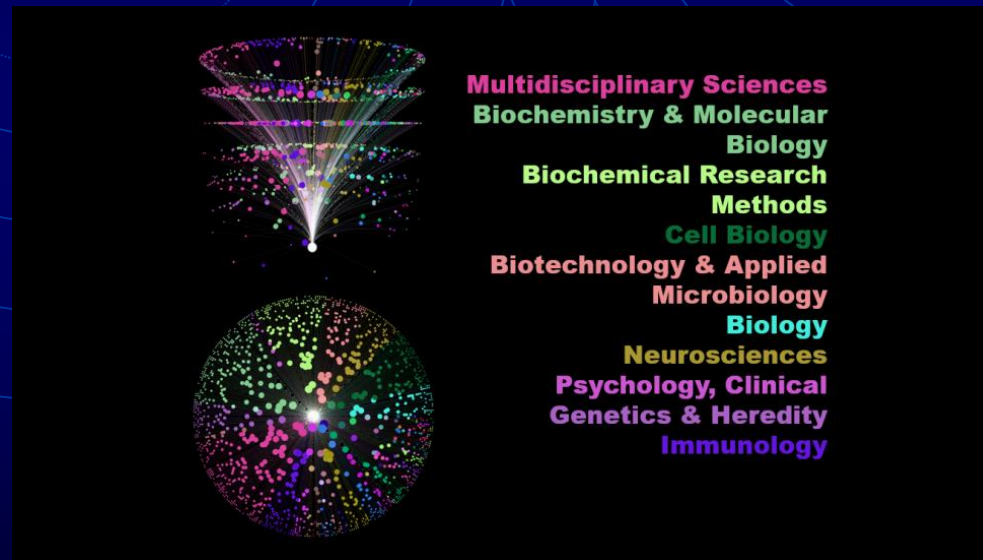 Multidisciplinary Sciences
Biochemistry & Molecular
Biology
Biochemical Research
Methods
Cell Biology
Biotechnology & Applied
Microbiology
Biology
Neurosciences
Psychology, Clinical
Genetics & Heredity
Immunology